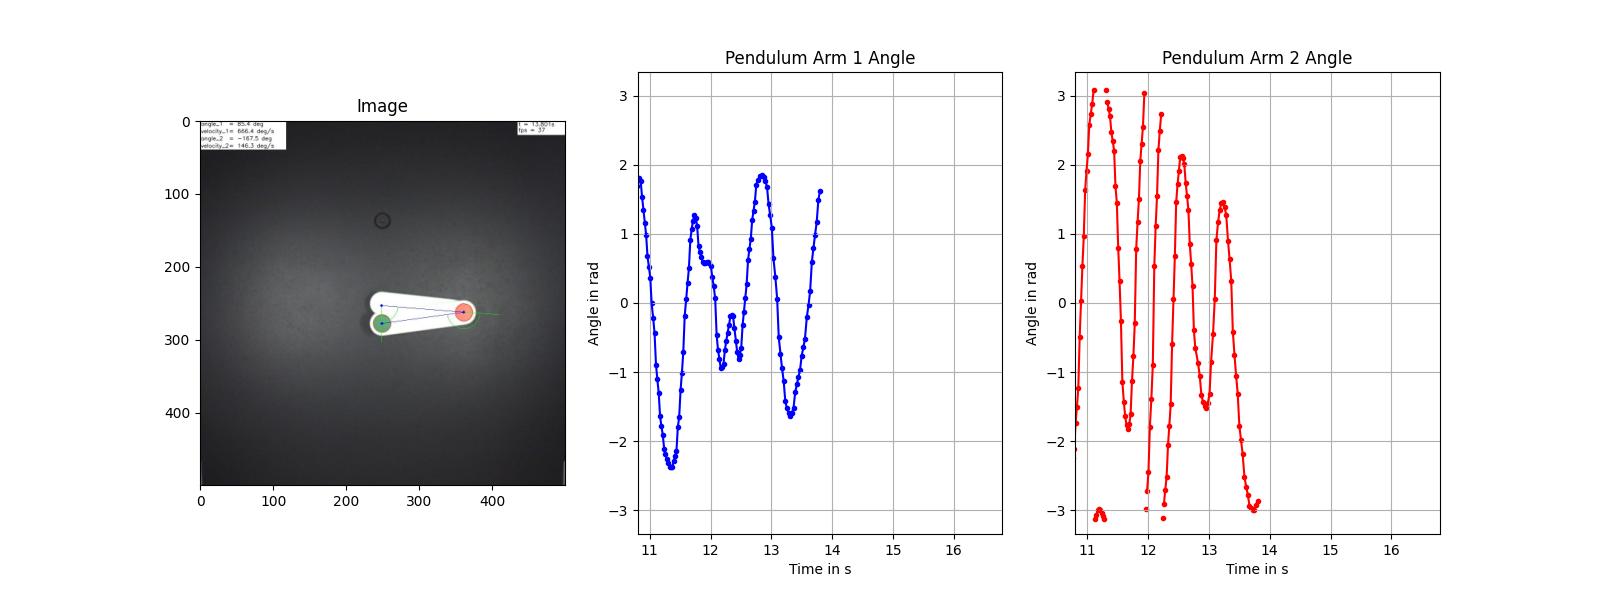 Image
angle_1 = 85.4 deg
velocity_1= 666.4 deg/s
angle_2 = -167.5 deg
velocity_2= 146.3 deg/s
t = 13.801s
fps = 37
0
100
200
300
400
0 100 200 300 400
Pendulum Arm 1 Angle
Angle in rad
3
2
1
0
−1
−2
−3
11 12 13 14 15 16
Time in s
Pendulum Arm 2 Angle
Angle in rad
3
2
1
0
−1
−2
−3
11 12 13 14 15 16
Time in s